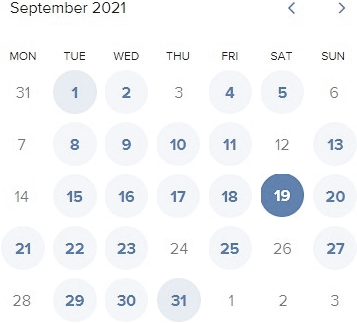 September 2021
MON TUE WED THU FRI SAT SUN
31 1 2 3 4 5 6
7 8 9 10 11 12 13
14 15 16 17 18 19 20
21 22 23 24 25 26 27
28 29 30 31 1 2 3